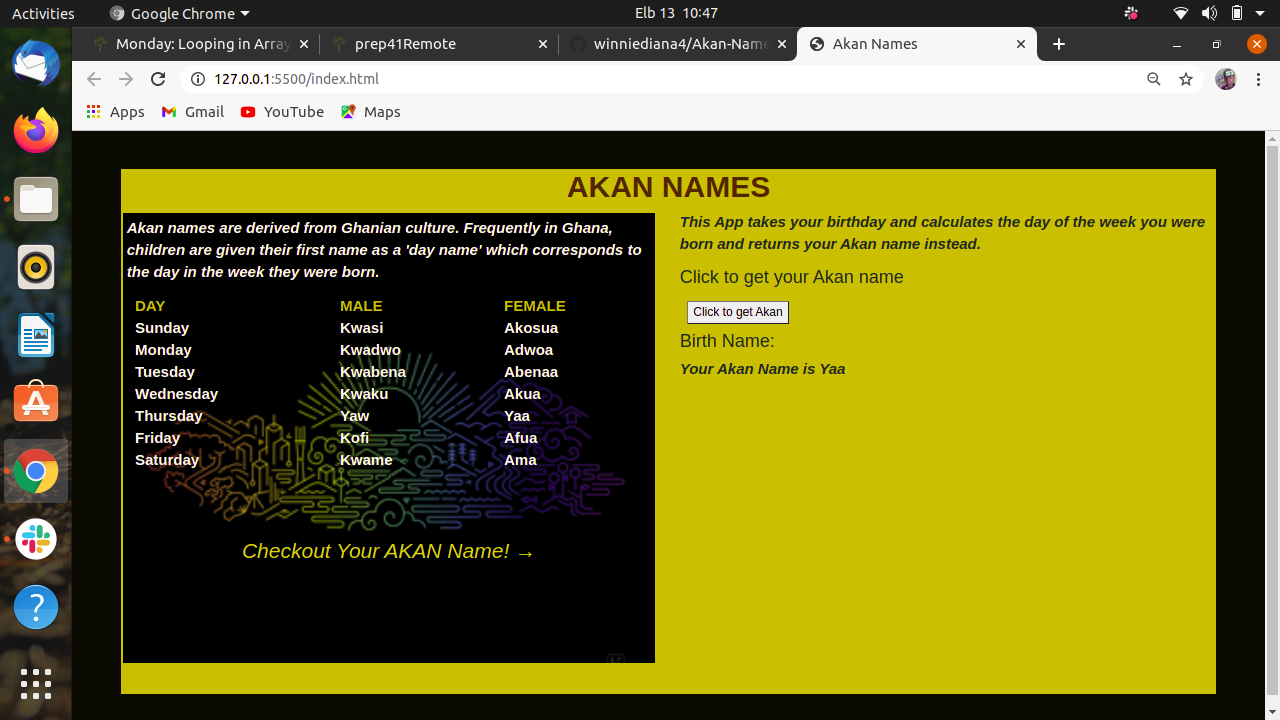 Activities
Google Chrome
Elb 13 10:47
Monday: Looping in Array
prep41Remote
winniediana4/Akan-Name
Akan Names
127.0.0.1:5500/index.html
Apps
Gmail
YouTube
Maps
AKAN NAMES
Akan names are derived from Ghanian culture. Frequently in Ghana,
children are given their first name as a 'day name' which corresponds to
the day in the week they were born.
DAY MALE FEMALE
Sunday Kwasi Akosua
Monday Kwadwo Adwoa
Tuesday Kwabena Abenaa
Wednesday Kwaku Akua
Thursday Yaw Yaa
Friday Kofi Afua
Saturday Kwame Ama
Checkout Your AKAN Name! →
This App takes your birthday and calculates the day of the week you were
born and returns your Akan name instead.
Click to get your Akan name
Click to get Akan
Birth Name:
Your Akan Name is Yaa